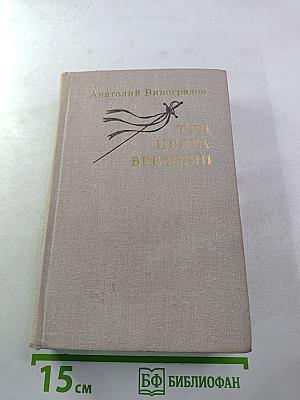 Анатолий Виноградов
ТРИ
ЦВЕТА
ВРЕМЕНИ
15 см
БФ БИБЛИОФАН